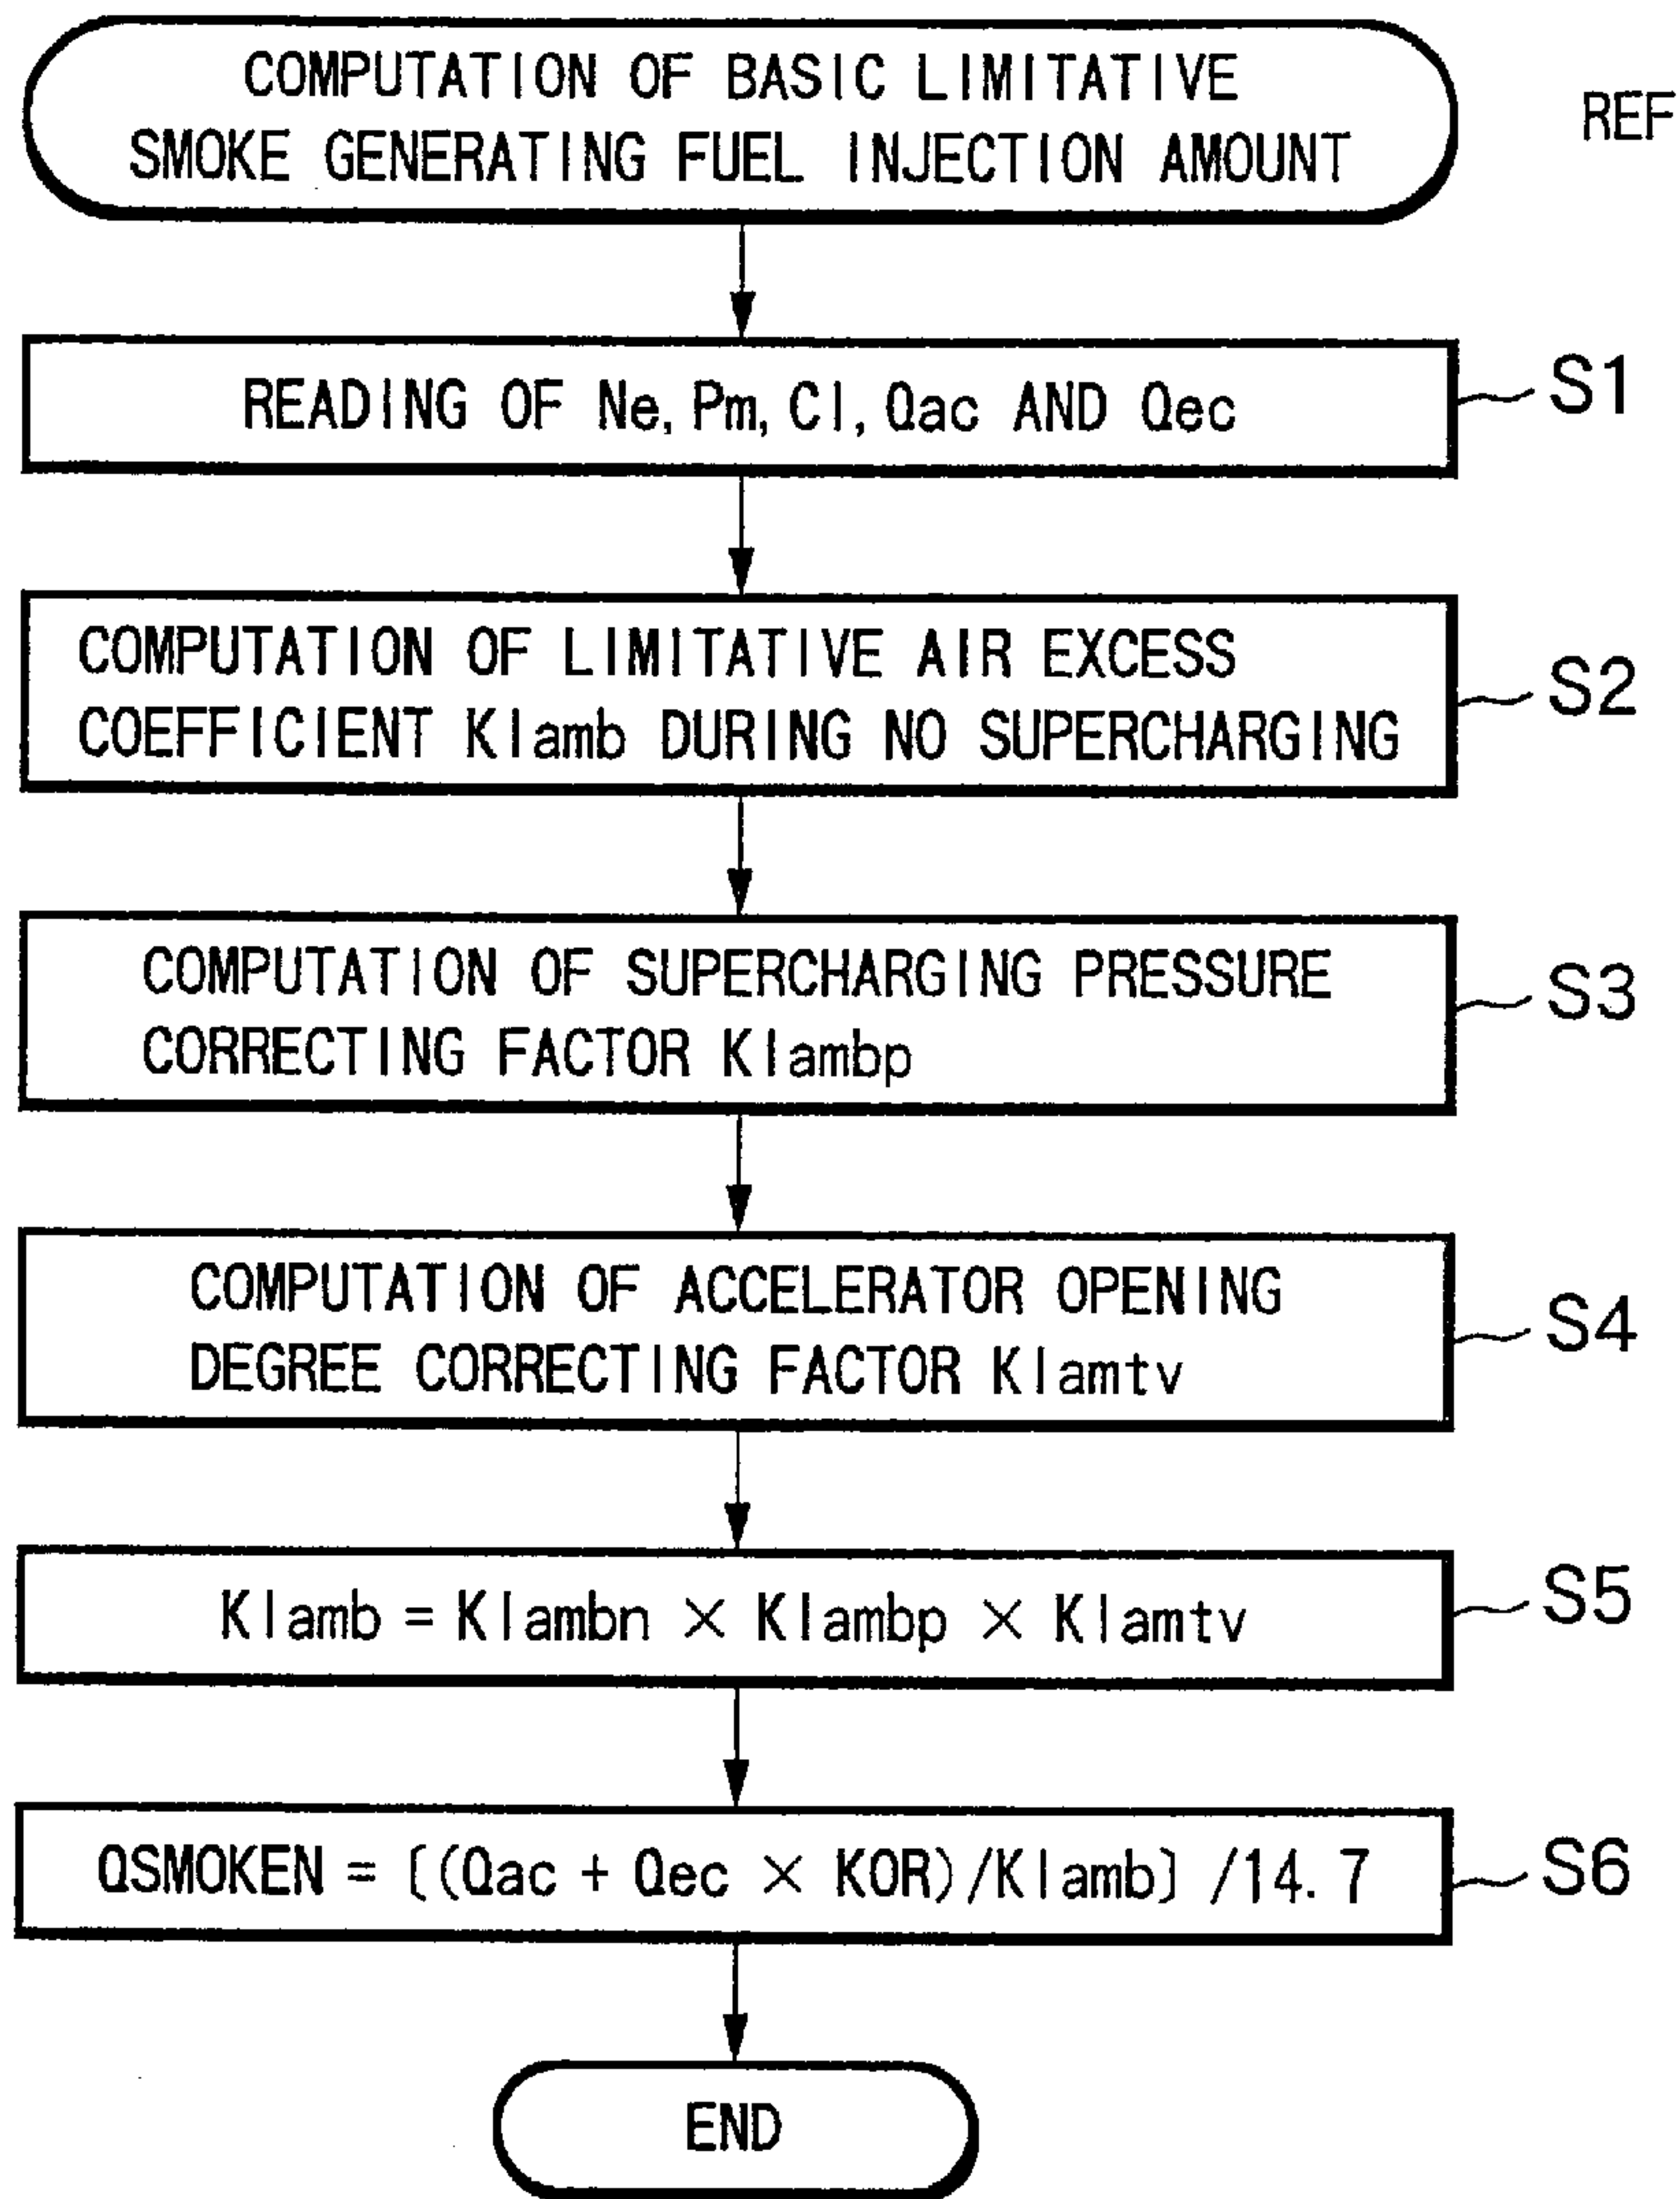 COMPUTATION OF BASIC LIMITATIVE
SMOKE GENERATING FUEL INJECTION AMOUNT
REF
READING OF Ne, Pm, Cl, Qac AND Qec
S1
COMPUTATION OF LIMITATIVE AIR EXCESS
COEFFICIENT Klamb DURING NO SUPERCHARGING
S2
COMPUTATION OF SUPERCHARGING PRESSURE
CORRECTING FACTOR Klambp
S3
COMPUTATION OF ACCELERATOR OPENING
DEGREE CORRECTING FACTOR Klamtv
S4
Klamb = Klambn × Klambp × Klamtv
S5
QSMOKEN = [(Qac + Qec × KOR)/Klamb] /14.7
S6
END